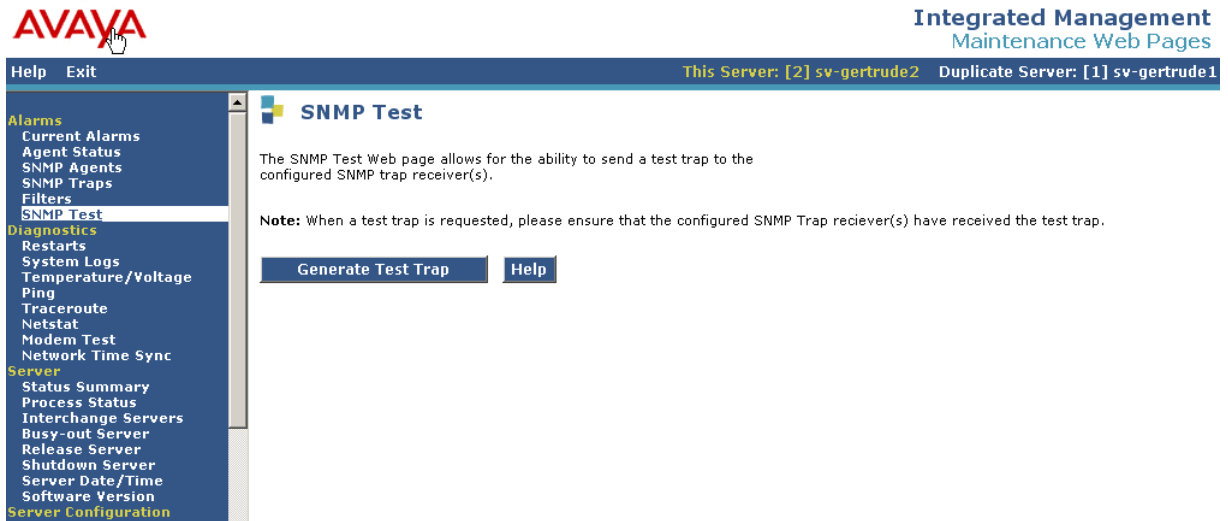 AVAYA
Integrated Management
Maintenance Web Pages
Help Exit
This Server: [2] sv-gertrude2 Duplicate Server: [1] sv-gertrude1
Alarms
Current Alarms
Agent Status
SNMP Agents
SNMP Traps
Filters
SNMP Test
Diagnostics
Restarts
System Logs
Temperature/Voltage
Ping
Traceroute
Netstat
Modem Test
Network Time Sync
Server
Status Summary
Process Status
Interchange Servers
Busy-out Server
Release Server
Shutdown Server
Server Date/Time
Software Version
Server Configuration
SNMP Test
The SNMP Test Web page allows for the ability to send a test trap to the
configured SNMP trap receiver(s).
Note: When a test trap is requested, please ensure that the configured SNMP Trap reciever(s) have received the test trap.
Generate Test Trap Help